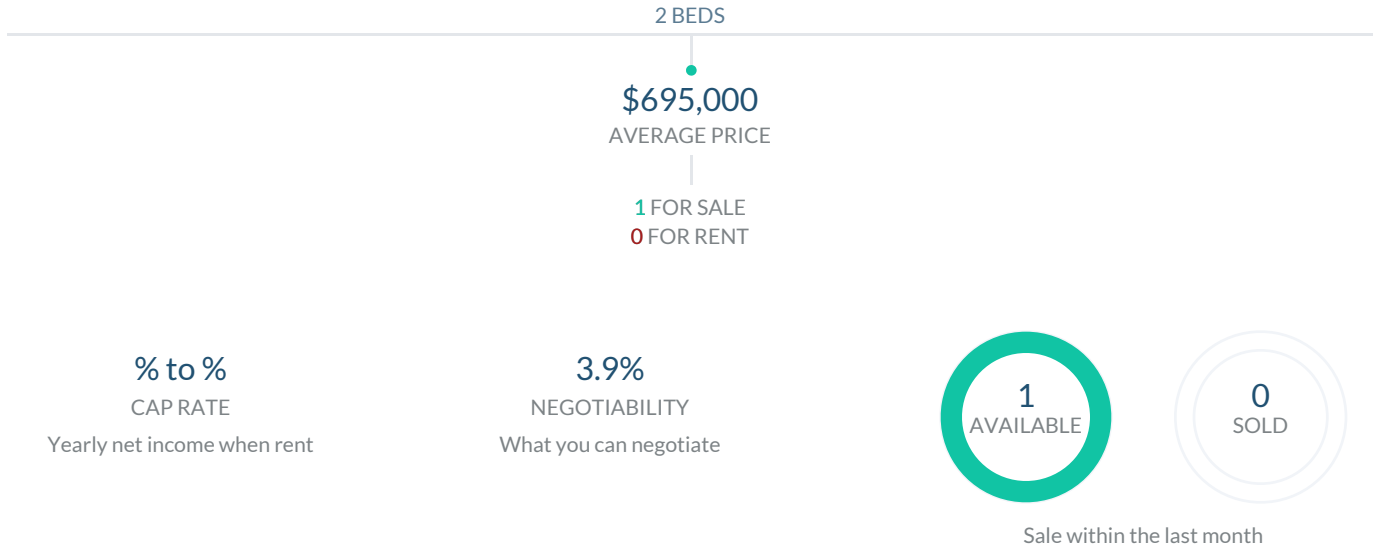 2 BEDS
$695,000
AVERAGE PRICE
1 FOR SALE
0 FOR RENT
% to %
CAP RATE
Yearly net income when rent
3.9%
NEGOTIABILITY
What you can negotiate
1
AVAILABLE
0
SOLD
Sale within the last month